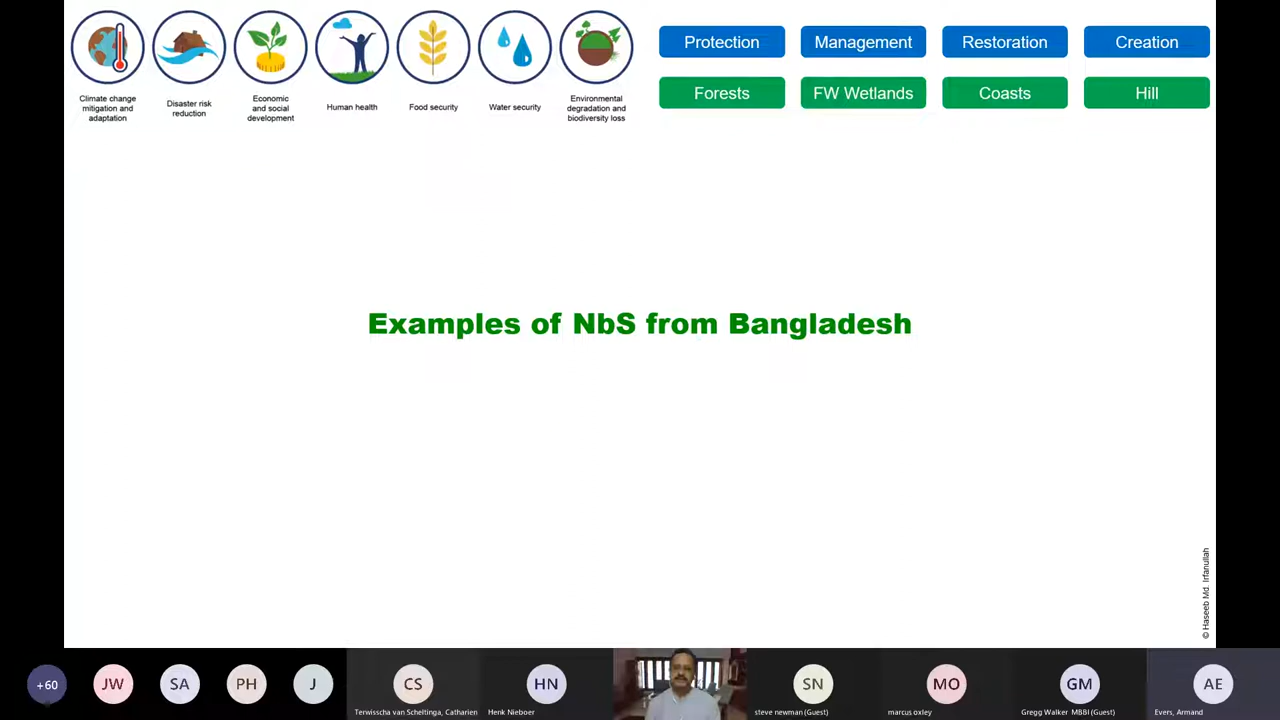 Climate change
mitigation and
adaptation
Disaster risk
reduction
Economic
and social
development
Human health
Food security
Water security
Environmental
degradation and
biodiversity loss
Protection
Management
Restoration
Creation
Forests
FW Wetlands
Coasts
Hill
Examples of NbS from Bangladesh
© Haseeb Md. Irfanullah
+60
JW
SA
PH
J
CS
Terwisscha van Scheltinga, Catharien
HN
Henk Nieboer
SN
steve newman (Guest)
MO
marcus oxley
GM
Gregg Walker MBBI (Guest)
AE
Evers, Armand